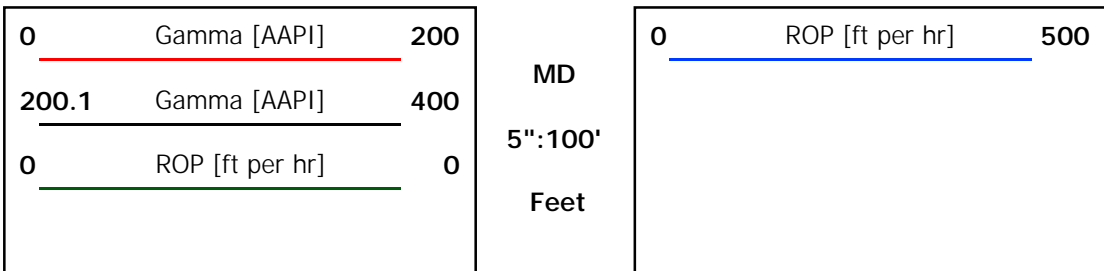 0 Gamma [AAPI] 200
200.1 Gamma [AAPI] 400
0 ROP [ft per hr] 0
MD
5":100'
Feet
0 ROP [ft per hr] 500